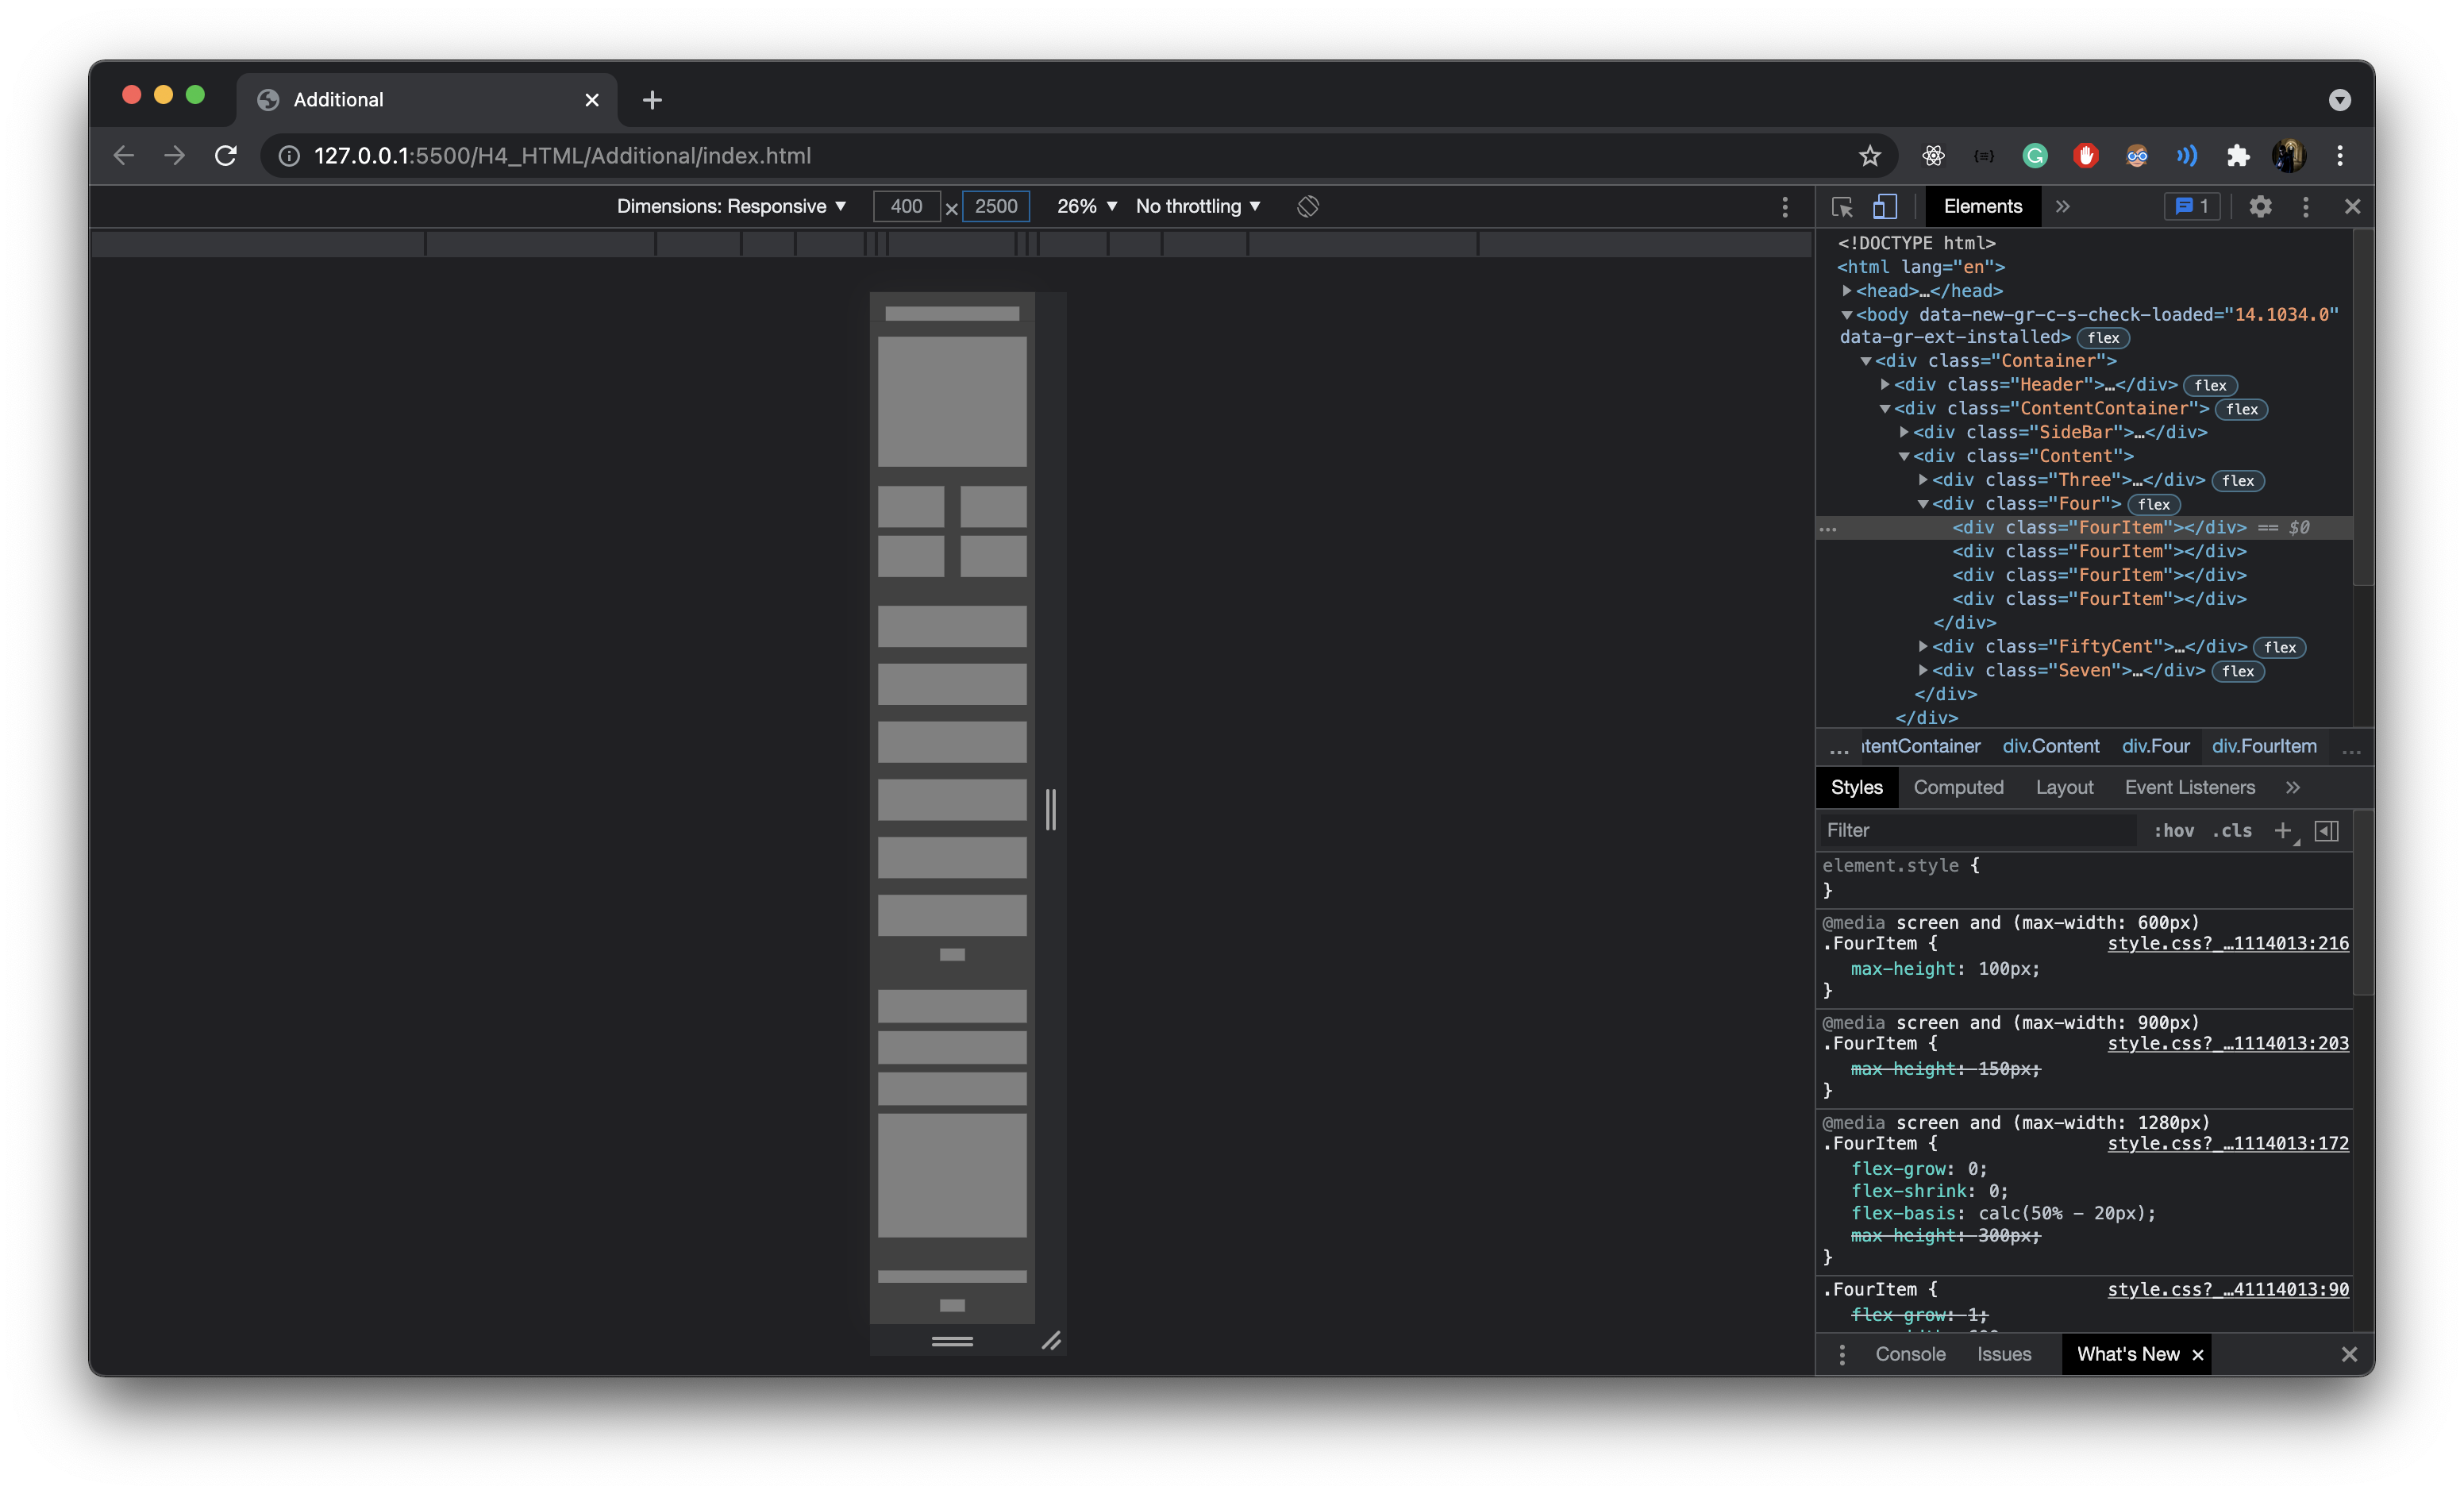 Additional
127.0.0.1:5500/H4_HTML/Additional/index.html
Dimensions: Responsive ▼ 400 × 2500 26% ▼ No throttling ▼
Elements » 1
<!DOCTYPE html>
<html lang="en">
<head>…</head>
<body data-new-gr-c-s-check-loaded="14.1034.0"
data-gr-ext-installed> flex
<div class="Container">
<div class="Header">…</div> flex
<div class="ContentContainer"> flex
<div class="SideBar">…</div>
<div class="Content">
<div class="Three">…</div> flex
<div class="Four"> flex
… <div class="FourItem"></div> == $0
<div class="FourItem"></div>
<div class="FourItem"></div>
<div class="FourItem"></div>
</div>
<div class="FiftyCent">…</div> flex
<div class="Seven">…</div> flex
</div>
</div>
… ntentContainer div.Content div.Four div.FourItem …
Styles Computed Layout Event Listeners »
Filter :hov .cls +
element.style {
}
@media screen and (max-width: 600px)
.FourItem { style.css?_…1114013:216
max-height: 100px;
}
@media screen and (max-width: 900px)
.FourItem { style.css?_…1114013:203
max-height: 150px;
}
@media screen and (max-width: 1280px)
.FourItem { style.css?_…1114013:172
flex-grow: 0;
flex-shrink: 0;
flex-basis: calc(50% - 20px);
max-height: 300px;
}
.FourItem { style.css?_…41114013:90
flex-grow: 1;
Console Issues What's New ×